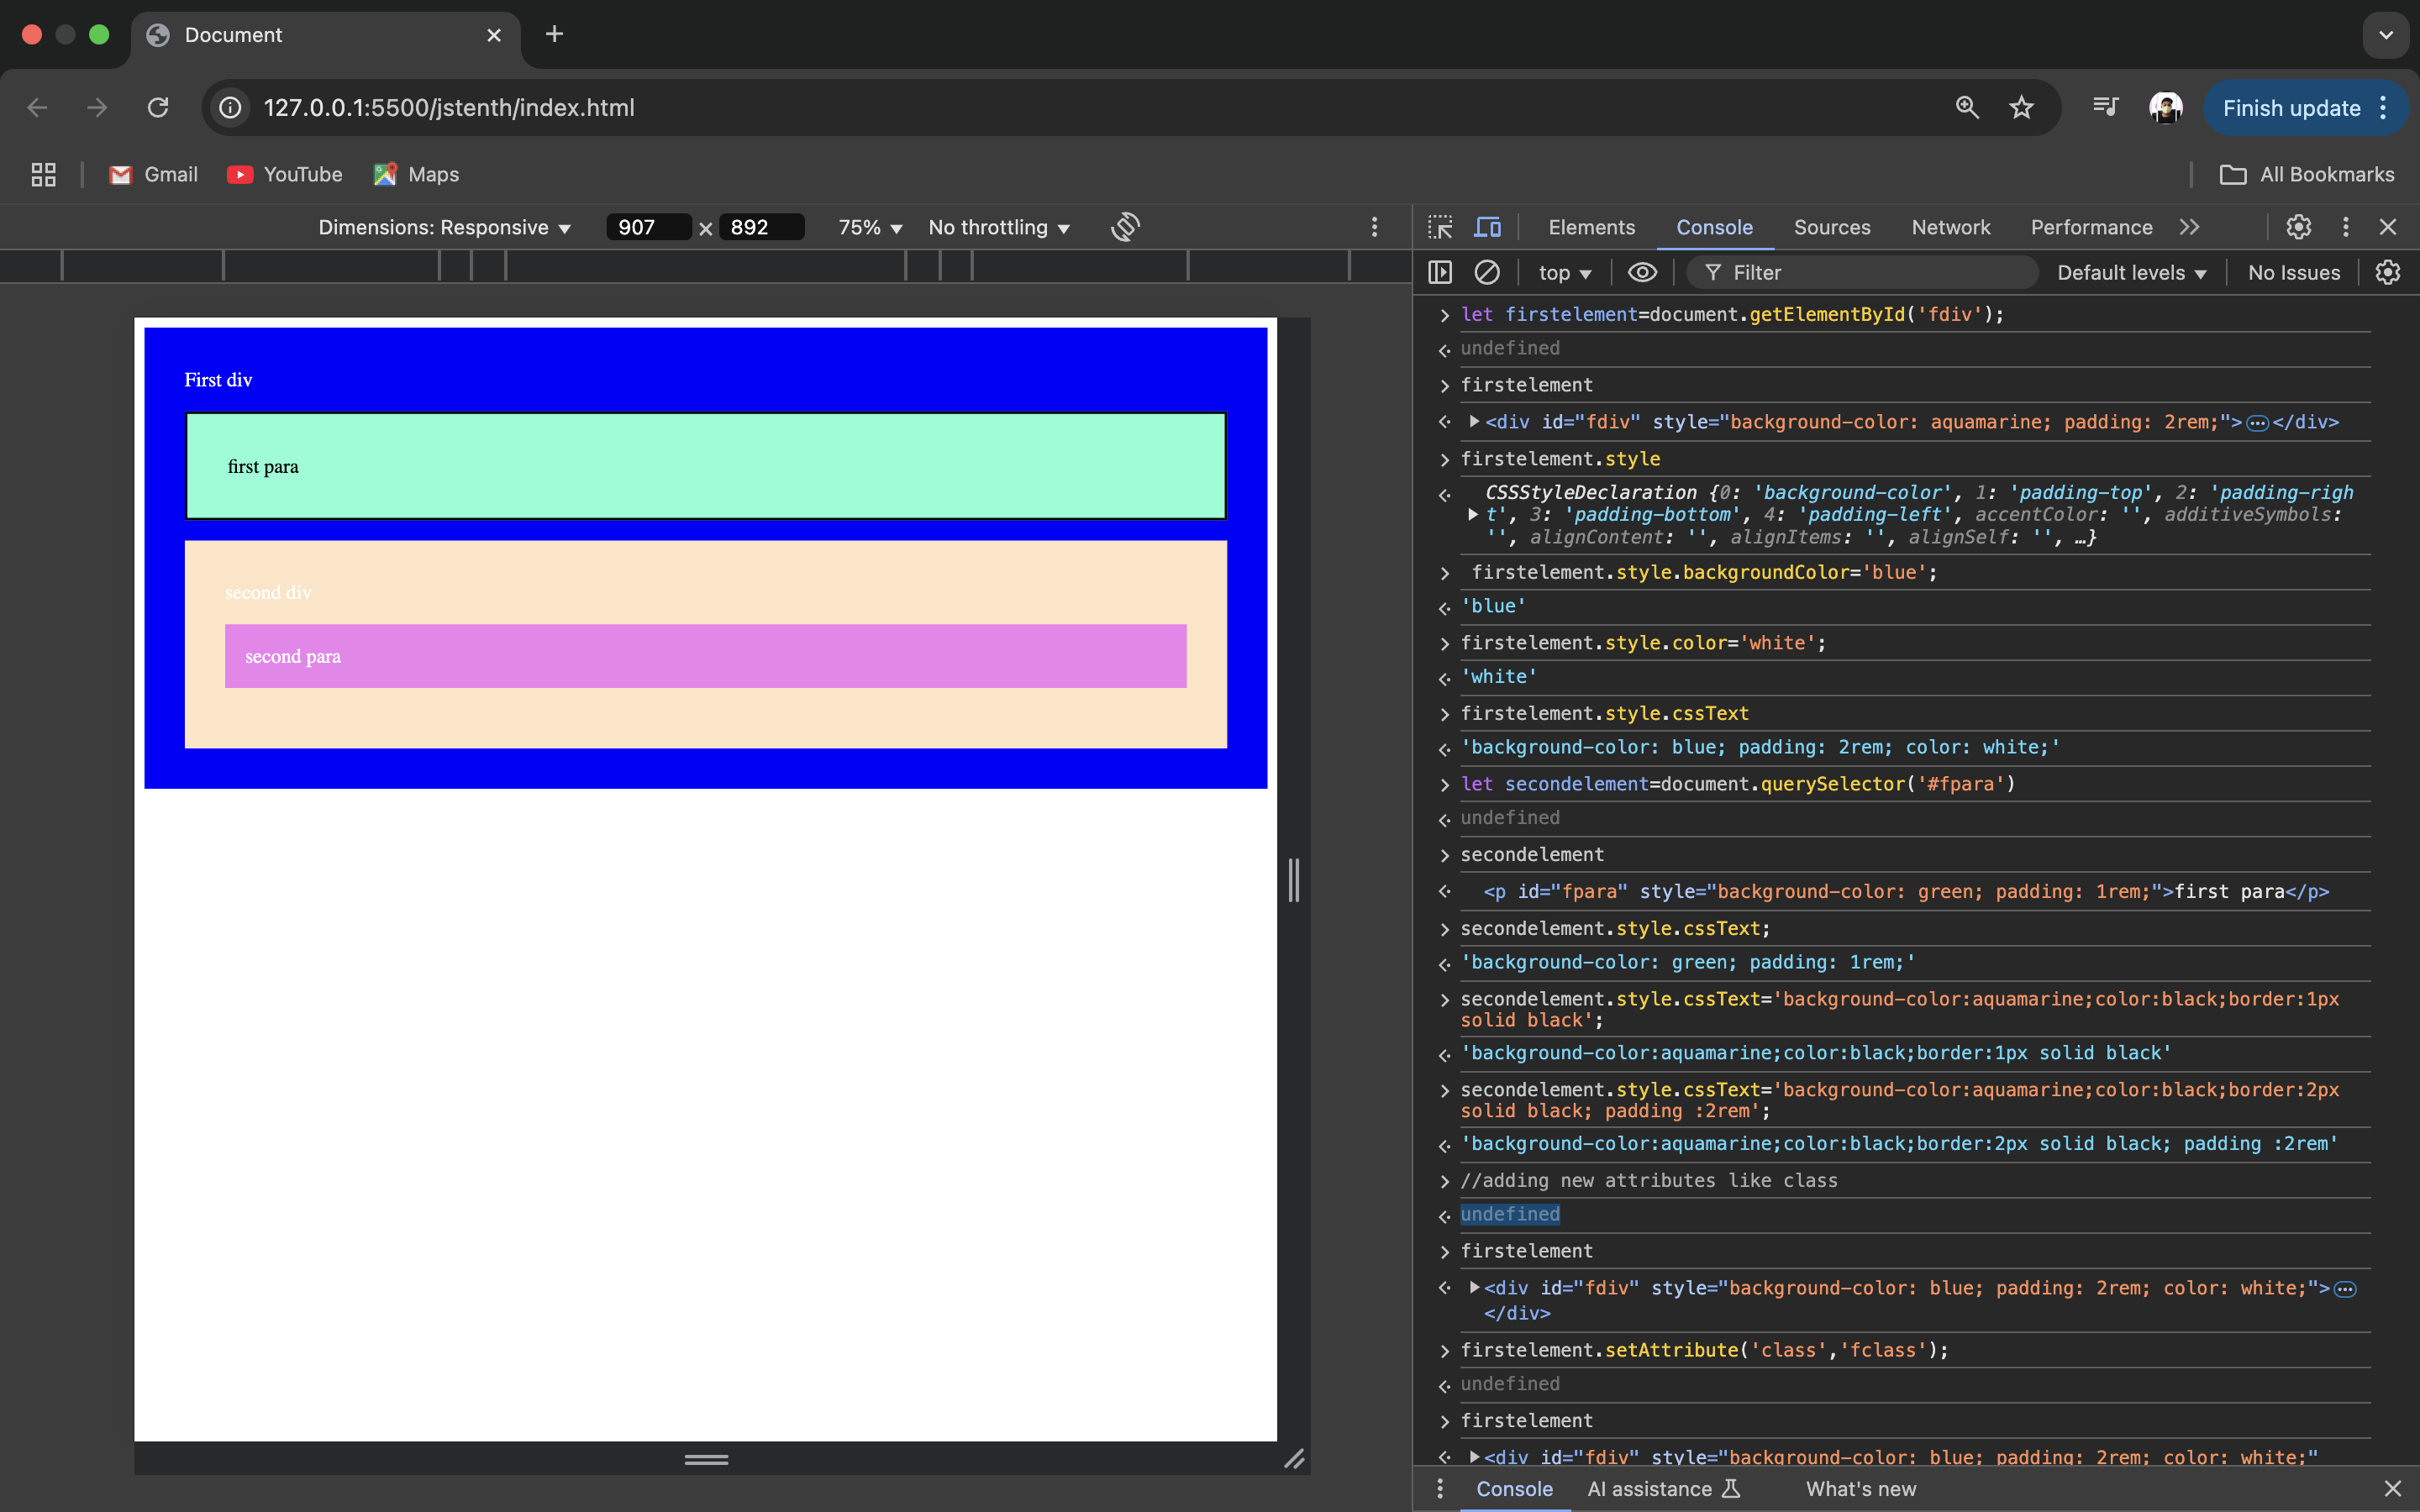 Document
127.0.0.1:5500/jstenth/index.html
Finish update
Gmail YouTube Maps All Bookmarks
Dimensions: Responsive 907 × 892 75% No throttling
Elements Console Sources Network Performance
top Filter Default levels No Issues
First div
first para
second div
second para
let firstelement=document.getElementById('fdiv');
undefined
firstelement
<div id="fdiv" style="background-color: aquamarine; padding: 2rem;">…</div>
firstelement.style
CSSStyleDeclaration {0: 'background-color', 1: 'padding-top', 2: 'padding-righ
t', 3: 'padding-bottom', 4: 'padding-left', accentColor: '', additiveSymbols:
'', alignContent: '', alignItems: '', alignSelf: '', …}
firstelement.style.backgroundColor='blue';
'blue'
firstelement.style.color='white';
'white'
firstelement.style.cssText
'background-color: blue; padding: 2rem; color: white;'
let secondelement=document.querySelector('#fpara')
undefined
secondelement
<p id="fpara" style="background-color: green; padding: 1rem;">first para</p>
secondelement.style.cssText;
'background-color: green; padding: 1rem;'
secondelement.style.cssText='background-color:aquamarine;color:black;border:1px
solid black';
'background-color:aquamarine;color:black;border:1px solid black'
secondelement.style.cssText='background-color:aquamarine;color:black;border:2px
solid black; padding :2rem';
'background-color:aquamarine;color:black;border:2px solid black; padding :2rem'
//adding new attributes like class
undefined
firstelement
<div id="fdiv" style="background-color: blue; padding: 2rem; color: white;">…
</div>
firstelement.setAttribute('class','fclass');
undefined
firstelement
<div id="fdiv" style="background-color: blue; padding: 2rem; color: white;"
Console AI assistance What's new